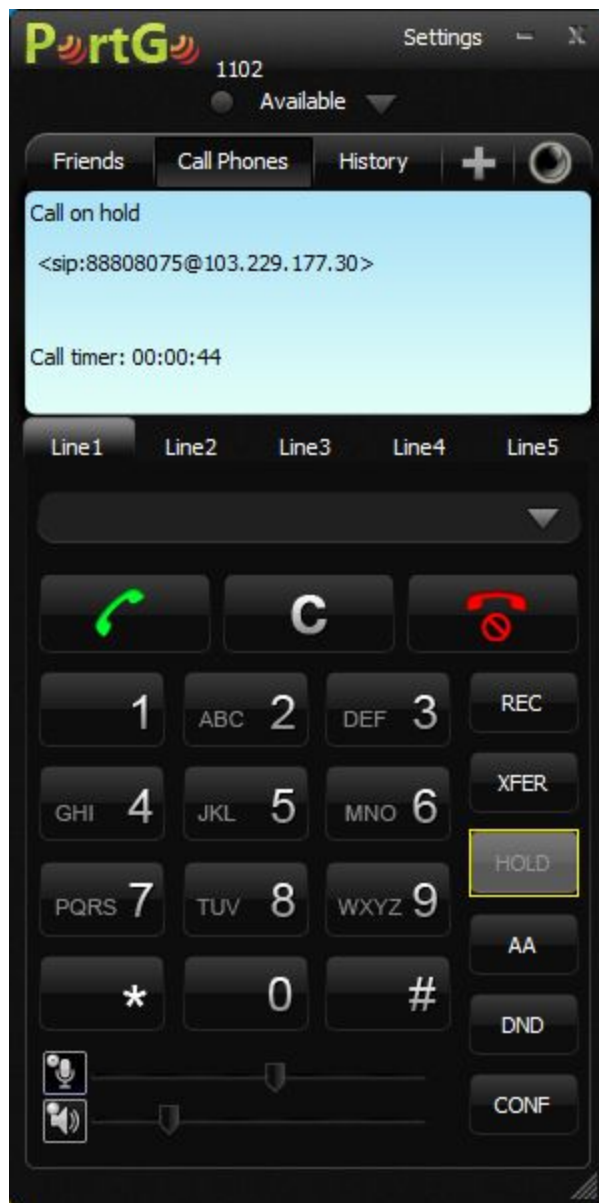 PortGo
Settings
1102
Available
Friends Call Phones History
Call on hold
<sip:88808075@103.229.177.30>
Call timer: 00:00:44
Line1 Line2 Line3 Line4 Line5
C
1 ABC 2 DEF 3 REC
GHI 4 JKL 5 MNO 6 XFER
HOLD
PQRS 7 TUV 8 WXYZ 9
AA
* 0 #
DND
CONF